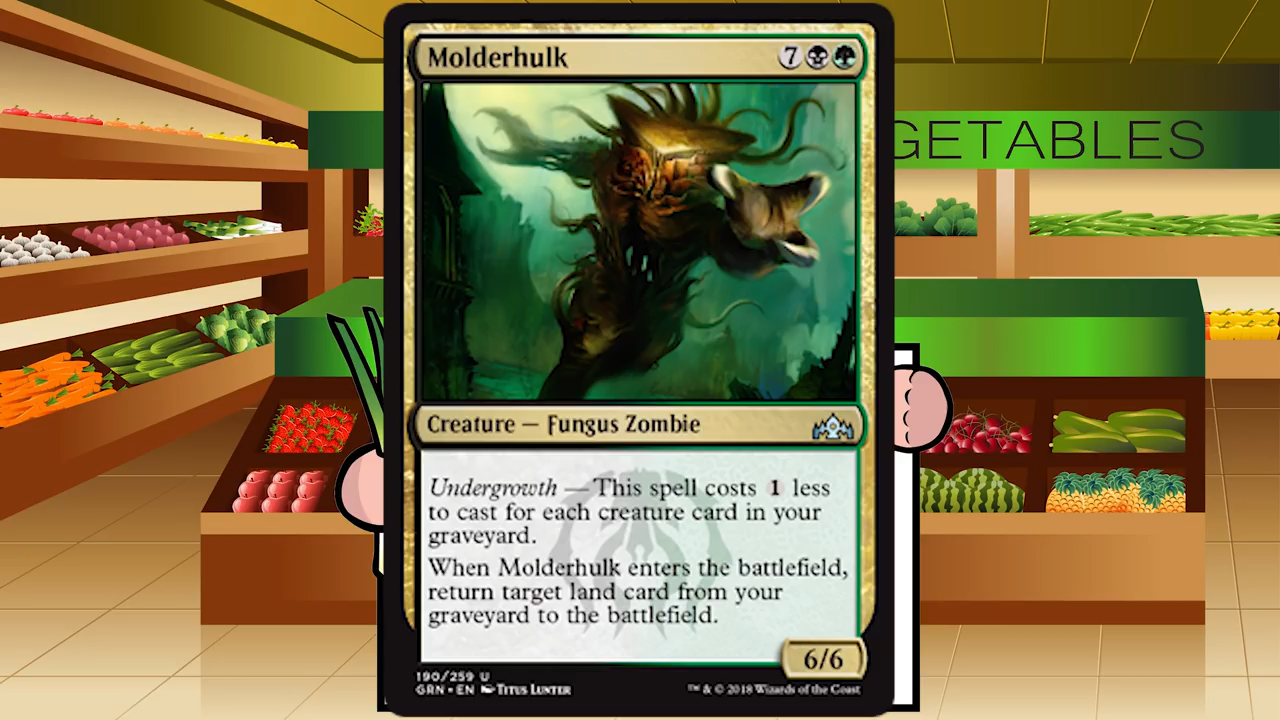 Molderhulk 7
GETABLES
Creature — Fungus Zombie
Undergrowth — This spell costs 1 less
to cast for each creature card in your
graveyard.
When Molderhulk enters the battlefield,
return target land card from your
graveyard to the battlefield.
6/6
190/259 U
GRN • EN Titus Lunter
™ & © 2018 Wizards of the Coast